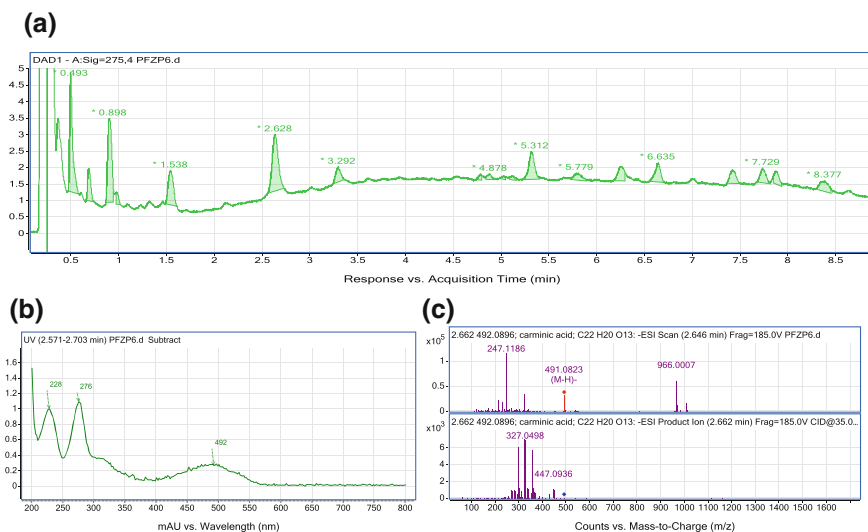 (a)
DAD1 - A:Sig=275,4 PFZP6.d
5
4.5
4
3.5
3
2.5
2
1.5
1
0.5
0
* 0.493
* 0.898
* 1.538
* 2.628
* 3.292
* 4.878
* 5.312
* 5.779
* 6.635
* 7.729
* 8.377
0.5 1 1.5 2 2.5 3 3.5 4 4.5 5 5.5 6 6.5 7 7.5 8 8.5
Response vs. Acquisition Time (min)
(b)
UV (2.571-2.703 min) PFZP6.d Subtract
1.6
1.4
1.2
1
0.8
0.6
0.4
0.2
0
228
276
492
200 250 300 350 400 450 500 550 600 650 700 750 800
mAU vs. Wavelength (nm)
(c)
2.662 492.0896; carminic acid; C22 H20 O13: -ESI Scan (2.646 min) Frag=185.0V PFZP6.d
x10⁵
1
0.5
0
247.1186
491.0823
(M-H)-
966.0007
2.662 492.0896; carminic acid; C22 H20 O13: -ESI Product Ion (2.662 min) Frag=185.0V CID@35.0...
x10³
6
4
2
0
327.0498
447.0936
100 200 300 400 500 600 700 800 900 1000 1100 1200 1300 1400 1500 1600
Counts vs. Mass-to-Charge (m/z)